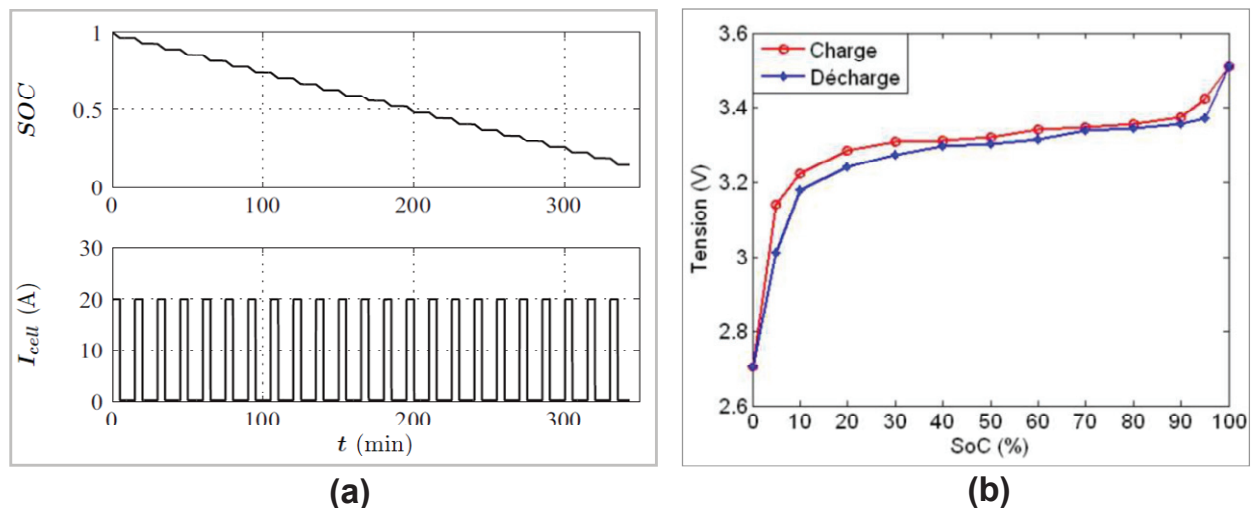 1
0.5
0
SOC
0 100 200 300
30
20
10
0
I_cell (A)
0 100 200 300
t (min)
(a)
3.6
3.4
3.2
3
2.8
2.6
Tension (V)
Charge
Décharge
0 10 20 30 40 50 60 70 80 90 100
SoC (%)
(b)